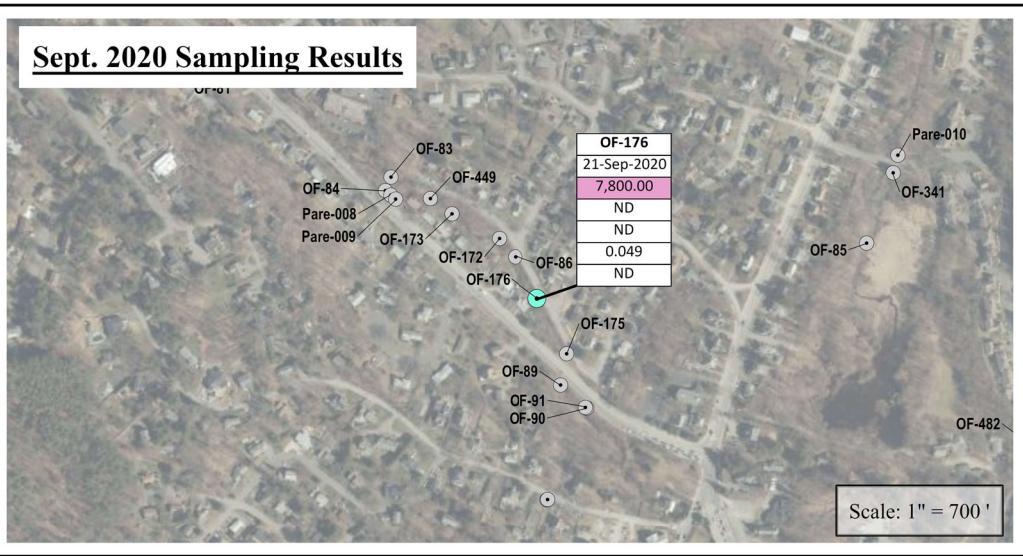 Sept. 2020 Sampling Results
OF-81
OF-176
21-Sep-2020
7,800.00
ND
ND
0.049
ND
Pare-010
OF-341
OF-83
OF-449
OF-84
Pare-008
Pare-009
OF-173
OF-172
OF-86
OF-176
OF-85
OF-175
OF-89
OF-91
OF-90
OF-482
Scale: 1" = 700 '